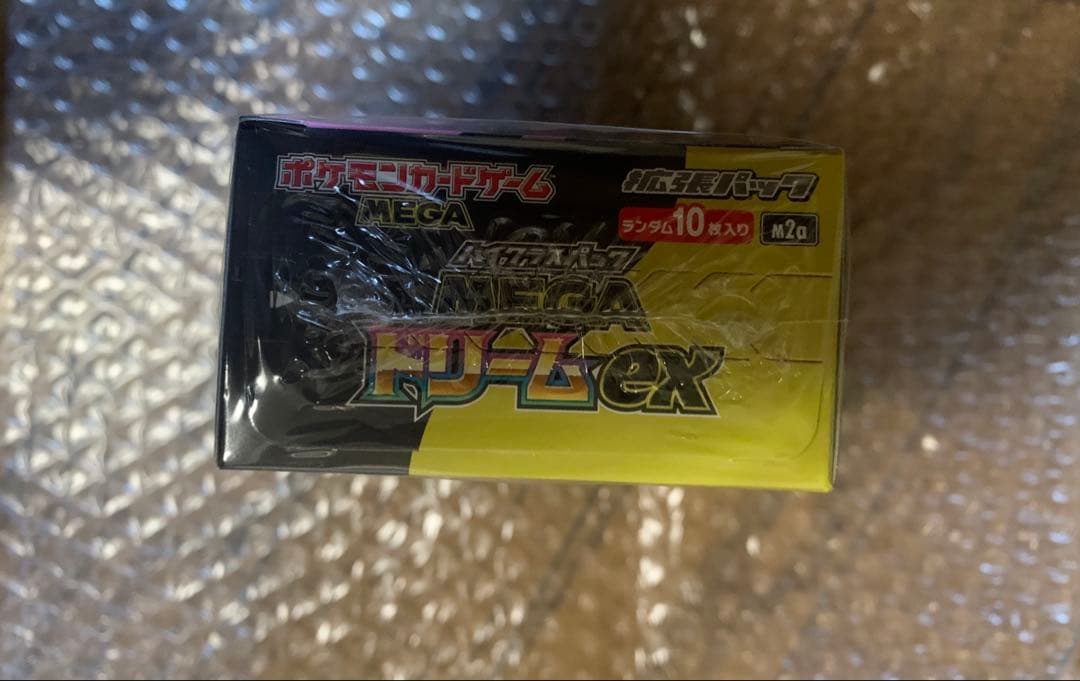 ポケモンカードゲーム
MEGA
拡張パック
ランダム10枚入り
M2a
ハイクラスパック
MEGA
ドリームex